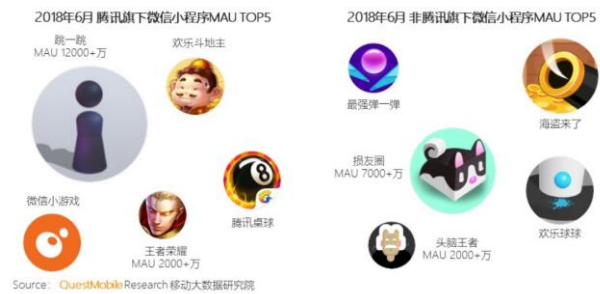 2018年6月 腾讯旗下微信小程序MAU TOP5
跳一跳
MAU 12000+万
欢乐斗地主
微信小游戏
王者荣耀
MAU 2000+万
8
腾讯桌球
2018年6月 非腾讯旗下微信小程序MAU TOP5
最强弹一弹
海盗来了
损友圈
MAU 7000+万
头脑王者
MAU 2000+万
欢乐球球
Source： QuestMobile Research 移动大数据研究院